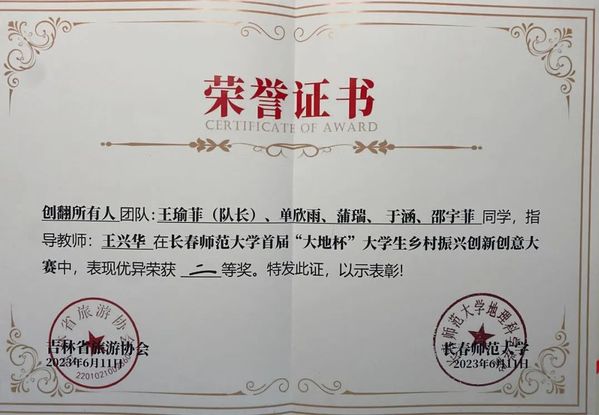 荣誉证书
CERTIFICATE OF AWARD
创翻所有人团队:王瑜菲（队长）、单欣雨、蒲瑞、于涵、邵宇菲同学，指
导教师：王兴华在长春师范大学首届“大地杯”大学生乡村振兴创新创意大
赛中，表现优异荣获 二 等奖。特发此证，以示表彰!
吉林省旅游协会 长春师范大学
2023年6月11日 2023年6月11日